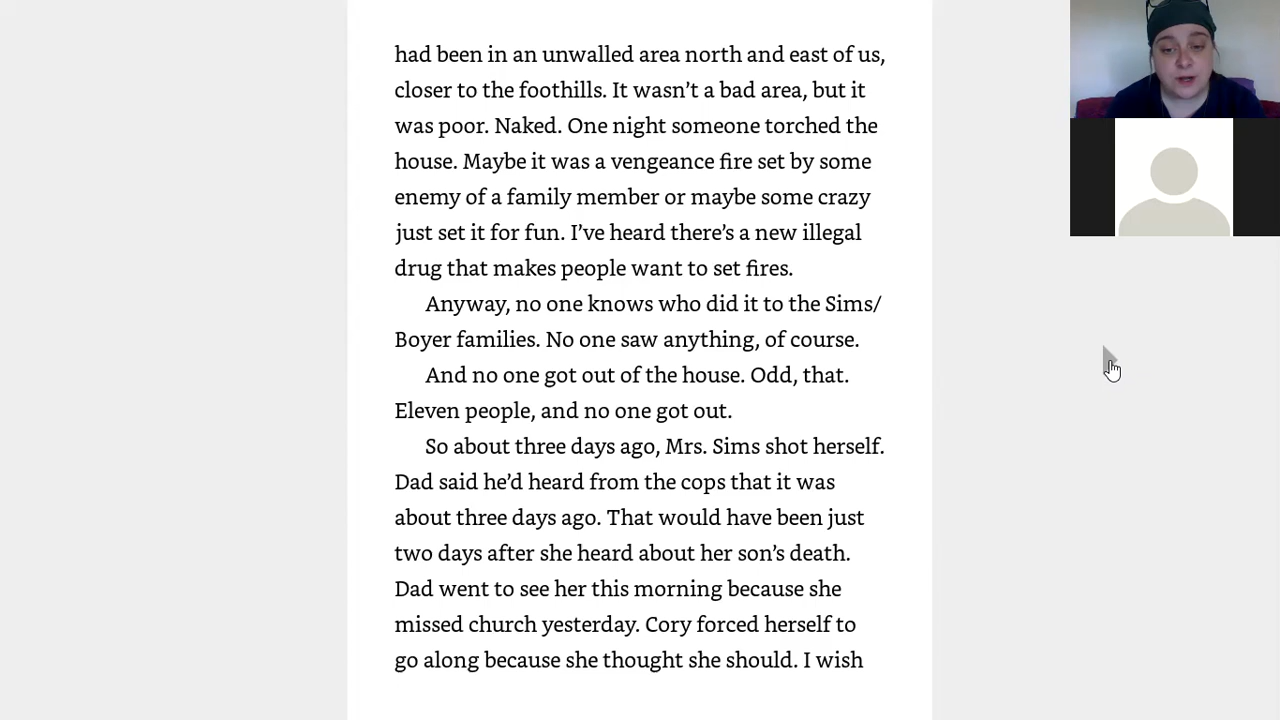 had been in an unwalled area north and east of us,
closer to the foothills. It wasn’t a bad area, but it
was poor. Naked. One night someone torched the
house. Maybe it was a vengeance fire set by some
enemy of a family member or maybe some crazy
just set it for fun. I’ve heard there’s a new illegal
drug that makes people want to set fires.
Anyway, no one knows who did it to the Sims/
Boyer families. No one saw anything, of course.
And no one got out of the house. Odd, that.
Eleven people, and no one got out.
So about three days ago, Mrs. Sims shot herself.
Dad said he’d heard from the cops that it was
about three days ago. That would have been just
two days after she heard about her son’s death.
Dad went to see her this morning because she
missed church yesterday. Cory forced herself to
go along because she thought she should. I wish